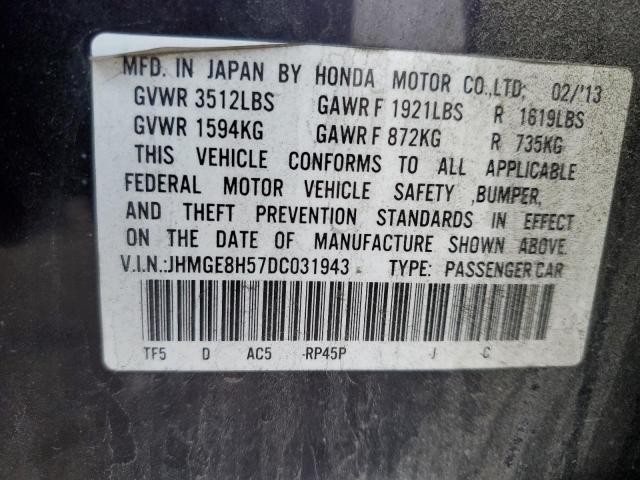 MFD. IN JAPAN BY HONDA MOTOR CO.,LTD. 02/'13
GVWR 3512LBS GAWR F 1921LBS R 1619LBS
GVWR 1594KG GAWR F 872KG R 735KG
THIS VEHICLE CONFORMS TO ALL APPLICABLE
FEDERAL MOTOR VEHICLE SAFETY ,BUMPER,
AND THEFT PREVENTION STANDARDS IN EFFECT
ON THE DATE OF MANUFACTURE SHOWN ABOVE.
V.I.N.:JHMGE8H57DC031943 TYPE: PASSENGER CAR
TF5 D AC5 -RP45P -J -C